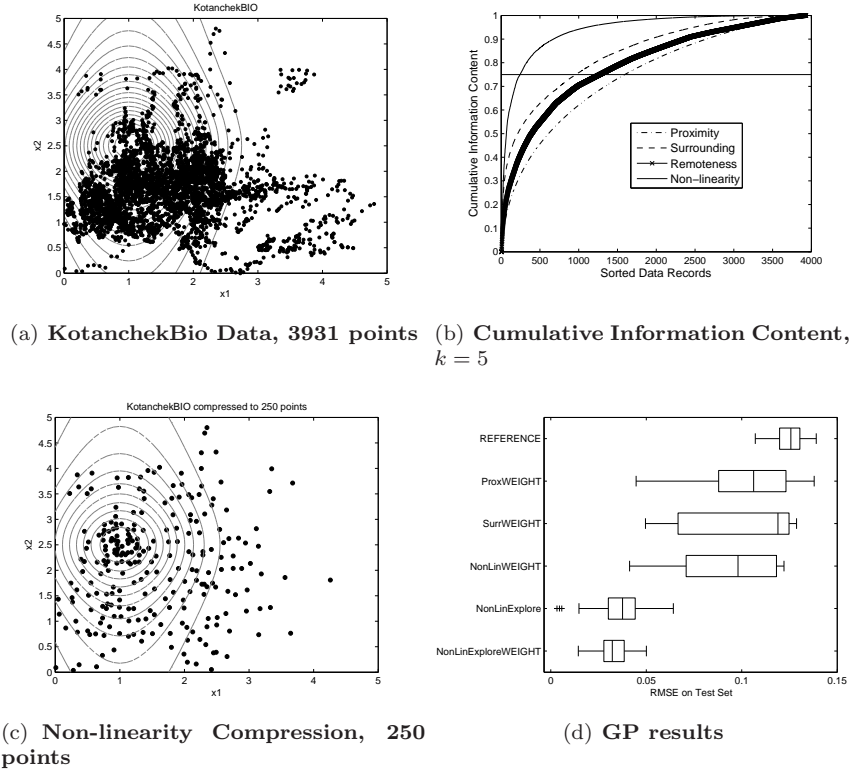 KotanchekBIO
5
4.5
4
3.5
3
2.5
2
1.5
1
0.5
0
x2
0 1 2 3 4 5
x1
(a) KotanchekBio Data, 3931 points
1
0.9
0.8
0.7
0.6
0.5
0.4
0.3
0.2
0.1
0
Cumulative Information Content
Proximity
Surrounding
Remoteness
Non−linearity
0 500 1000 1500 2000 2500 3000 3500 4000
Sorted Data Records
(b) Cumulative Information Content,
k = 5
KotanchekBIO compressed to 250 points
5
4.5
4
3.5
3
2.5
2
1.5
1
0.5
0
x2
0 1 2 3 4 5
x1
(c) Non-linearity Compression, 250
points
REFERENCE
ProxWEIGHT
SurrWEIGHT
NonLinWEIGHT
NonLinExplore
NonLinExploreWEIGHT
0 0.05 0.1 0.15
RMSE on Test Set
(d) GP results